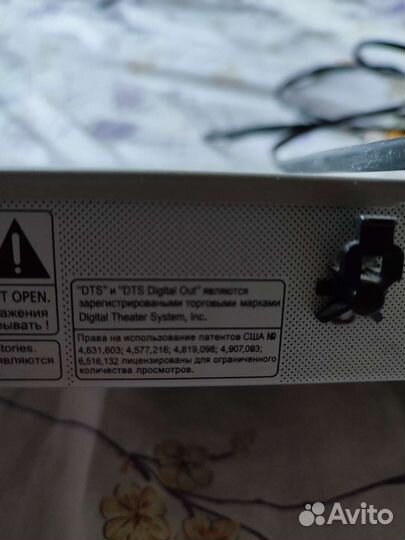 T OPEN.
ажения
рывать !
tories.
являются
"DTS" и "DTS Digital Out" являются
зарегистрироваными торговыми марками
Digital Theater System, Inc.
Права на использование патентов США №
4,631,603; 4,577,216; 4,819,098; 4,907,093;
6,516,132 лицензированы для ограниченного
количества просмотров.
Avito